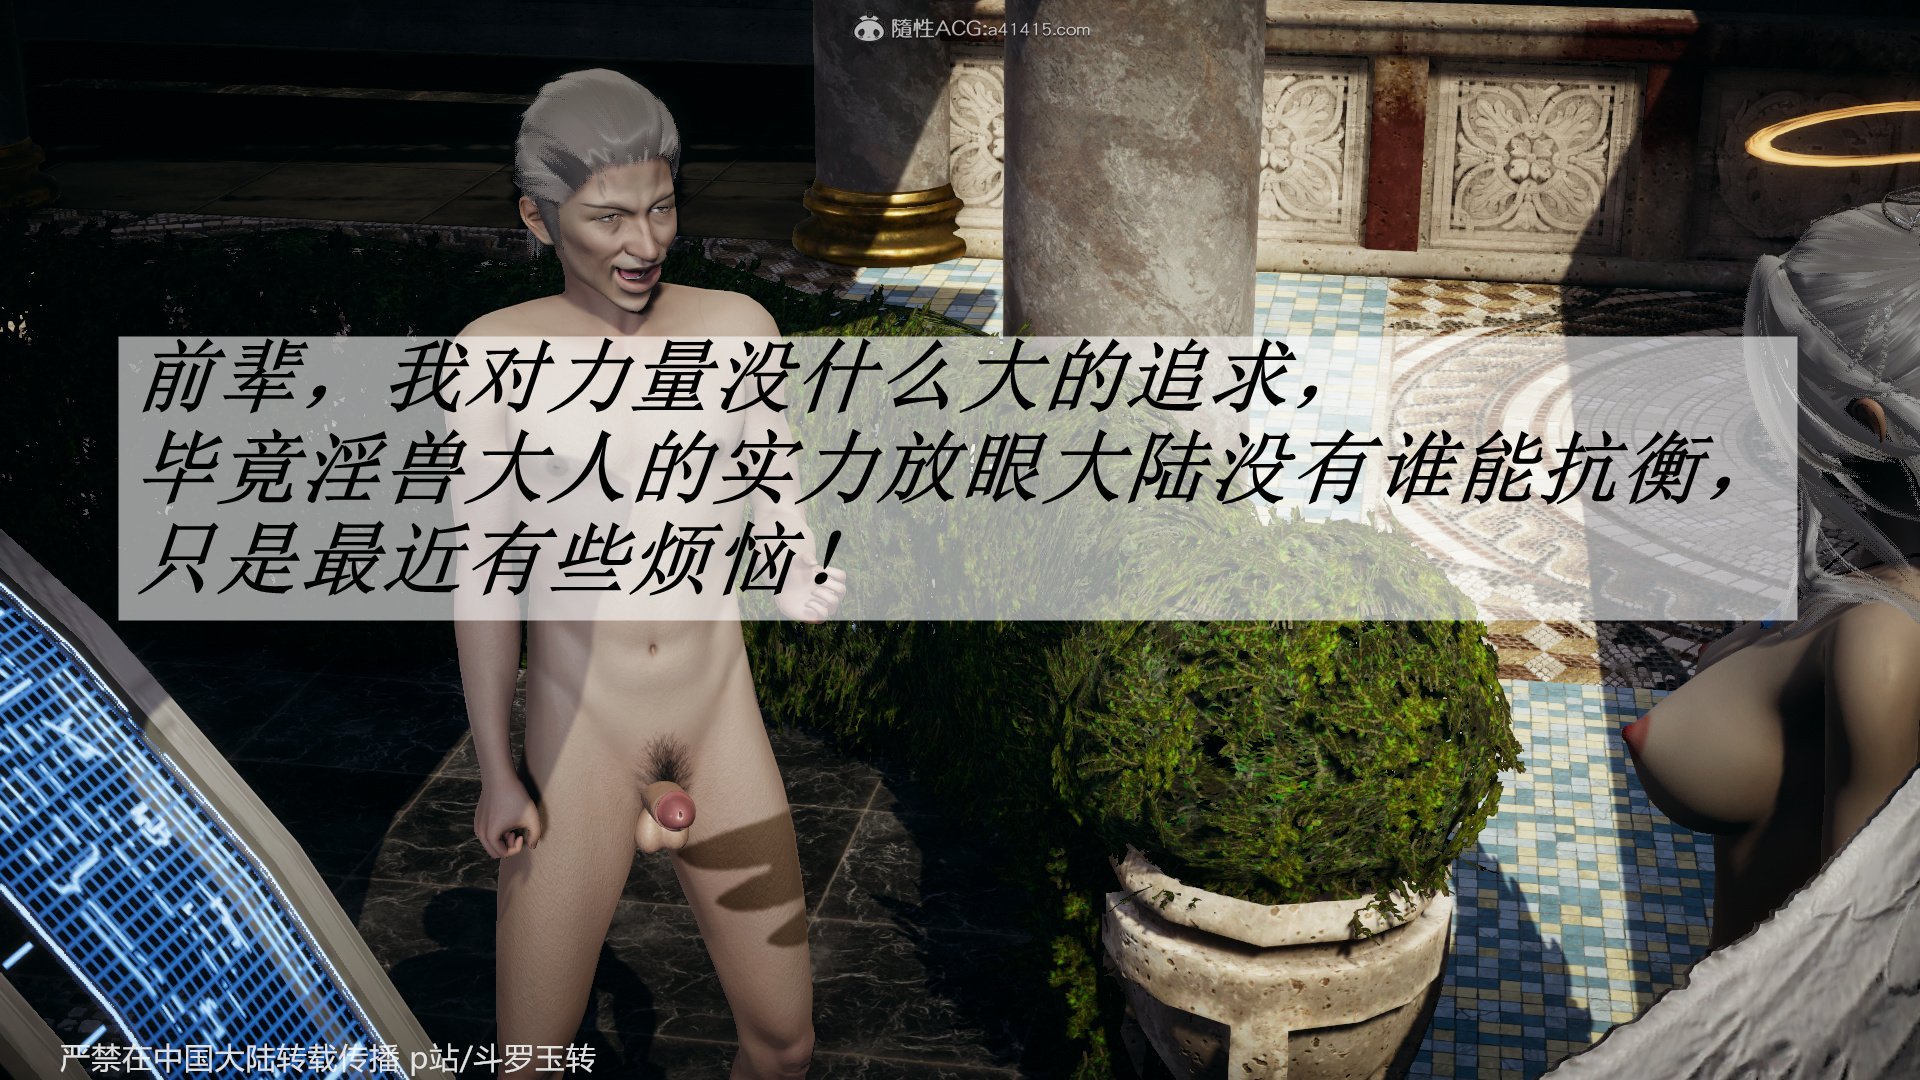 隨性ACG:a41415.com
前辈，我对力量没什么大的追求，
毕竟淫兽大人的实力放眼大陆没有谁能抗衡，
只是最近有些烦恼！
严禁在中国大陆转载传播 p站/斗罗玉转